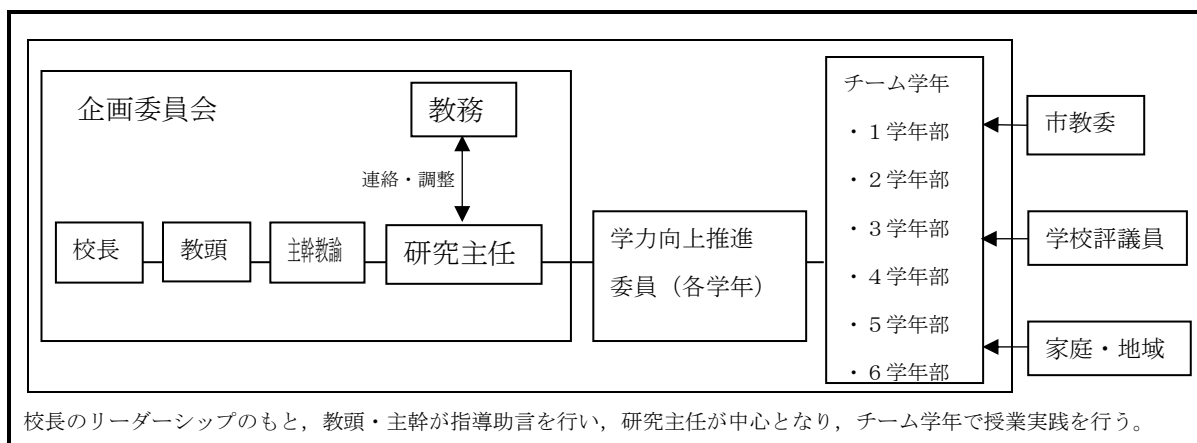 企画委員会
教務
連絡・調整
校長
教頭
主幹教諭
研究主任
学力向上推進
委員（各学年）
チーム学年
・１学年部
・２学年部
・３学年部
・４学年部
・５学年部
・６学年部
市教委
学校評議員
家庭・地域
校長のリーダーシップのもと，教頭・主幹が指導助言を行い，研究主任が中心となり，チーム学年で授業実践を行う。